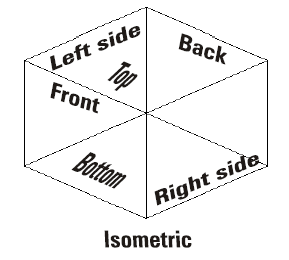 Left side
Back
Top
Front
Bottom
Right side
Isometric